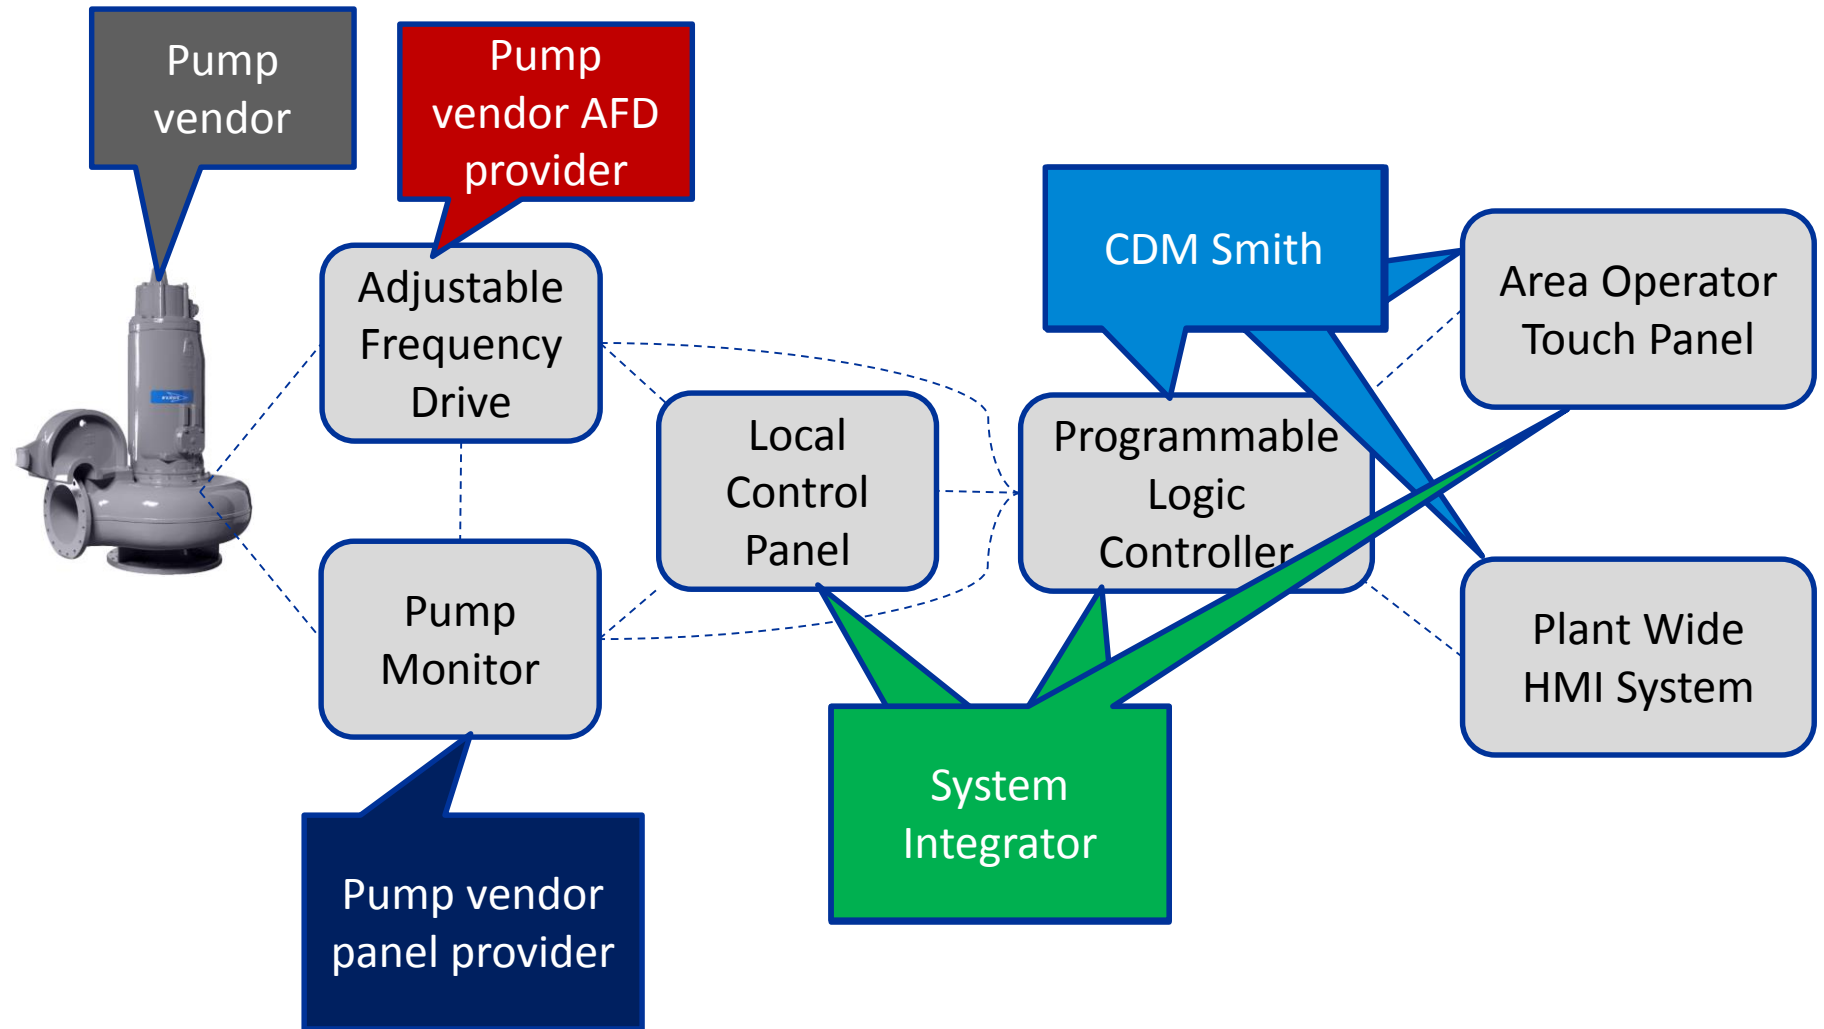 Pump
vendor
Pump
vendor AFD
provider
CDM Smith
Adjustable
Frequency
Drive
Area Operator
Touch Panel
Local
Control
Panel
Programmable
Logic
Controller
Pump
Monitor
Plant Wide
HMI System
System
Integrator
Pump vendor
panel provider